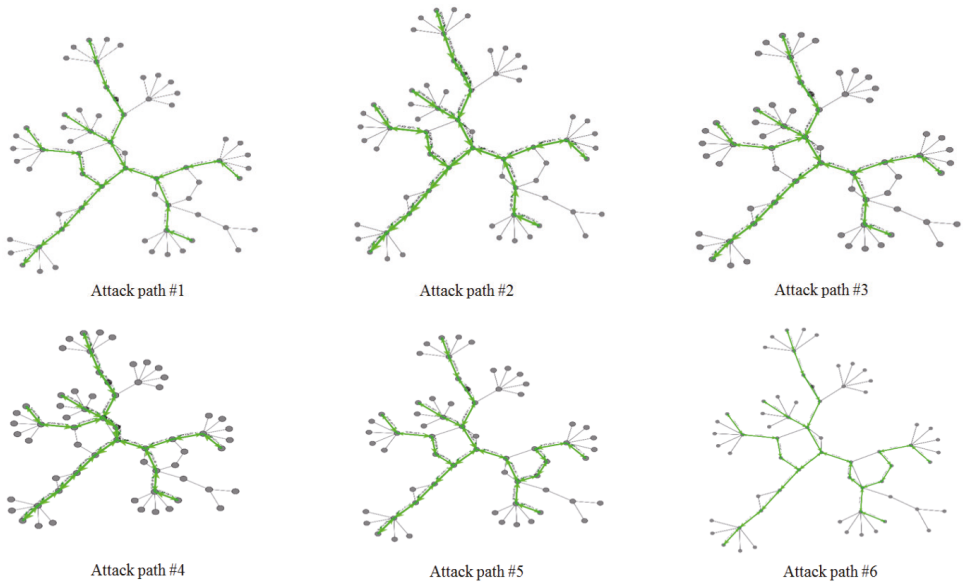 Attack path #1
Attack path #2
Attack path #3
Attack path #4
Attack path #5
Attack path #6